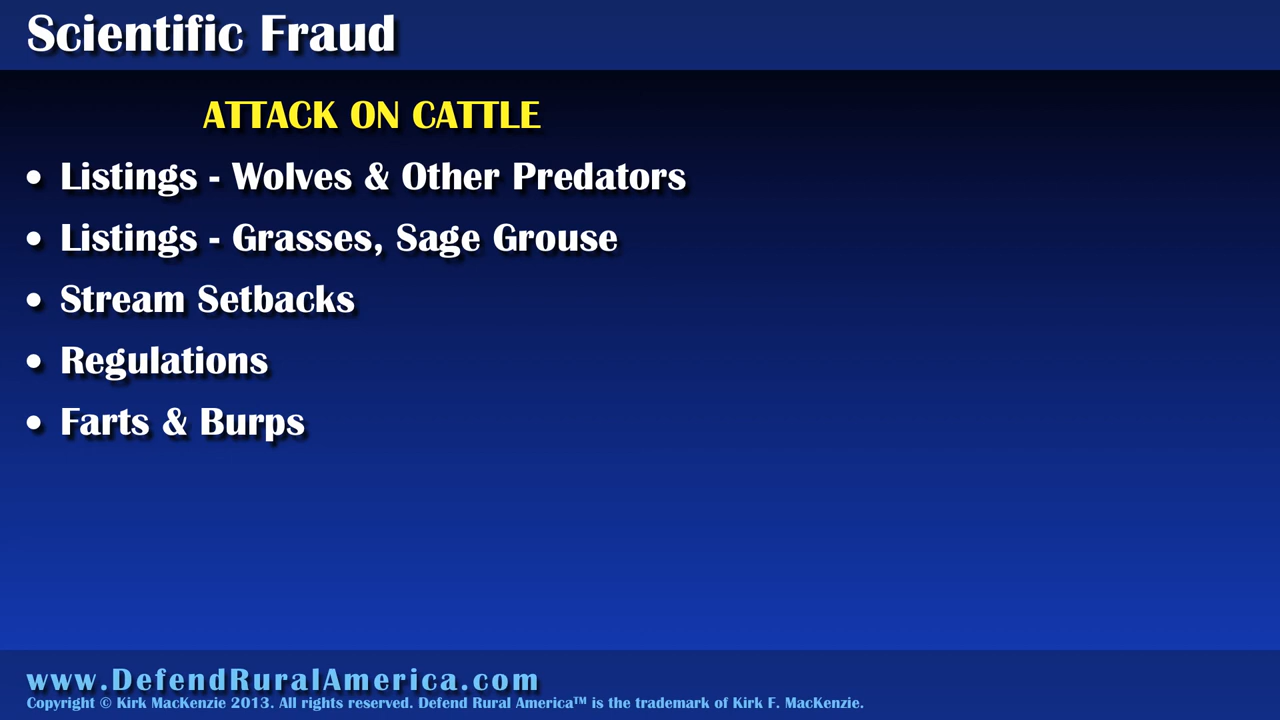 Scientific Fraud
ATTACK ON CATTLE
• Listings - Wolves & Other Predators
• Listings - Grasses, Sage Grouse
• Stream Setbacks
• Regulations
• Farts & Burps
www.DefendRuralAmerica.com
Copyright © Kirk MacKenzie 2013. All rights reserved. Defend Rural America™ is the trademark of Kirk F. MacKenzie.